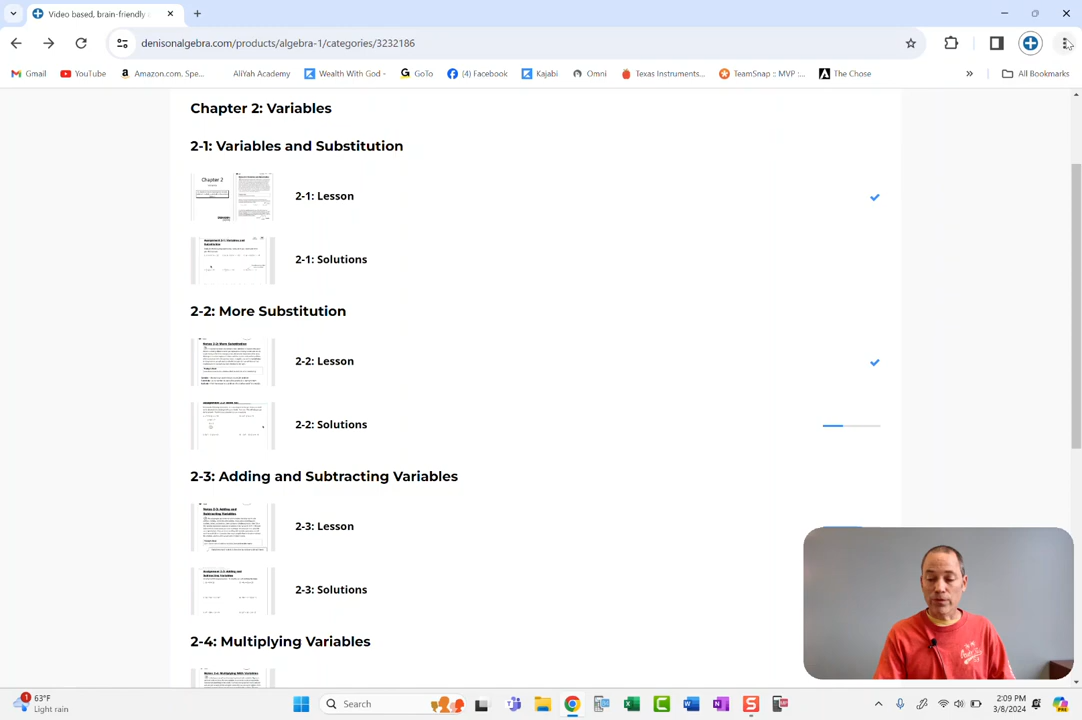 Video based, brain-friendly
denisonalgebra.com/products/algebra-1/categories/3232186
Gmail
YouTube
Amazon.com. Spe...
AliYah Academy
Wealth With God -
GoTo
(4) Facebook
Kajabi
Omni
Texas Instruments...
TeamSnap :: MVP :...
The Chose
»
All Bookmarks
Chapter 2: Variables
2-1: Variables and Substitution
Chapter 2
2-1: Lesson
2-1: Solutions
2-2: More Substitution
2-2: Lesson
2-2: Solutions
2-3: Adding and Subtracting Variables
2-3: Lesson
2-3: Solutions
2-4: Multiplying Variables
1
63°F
Light rain
Search
2:09 PM
3/8/2024